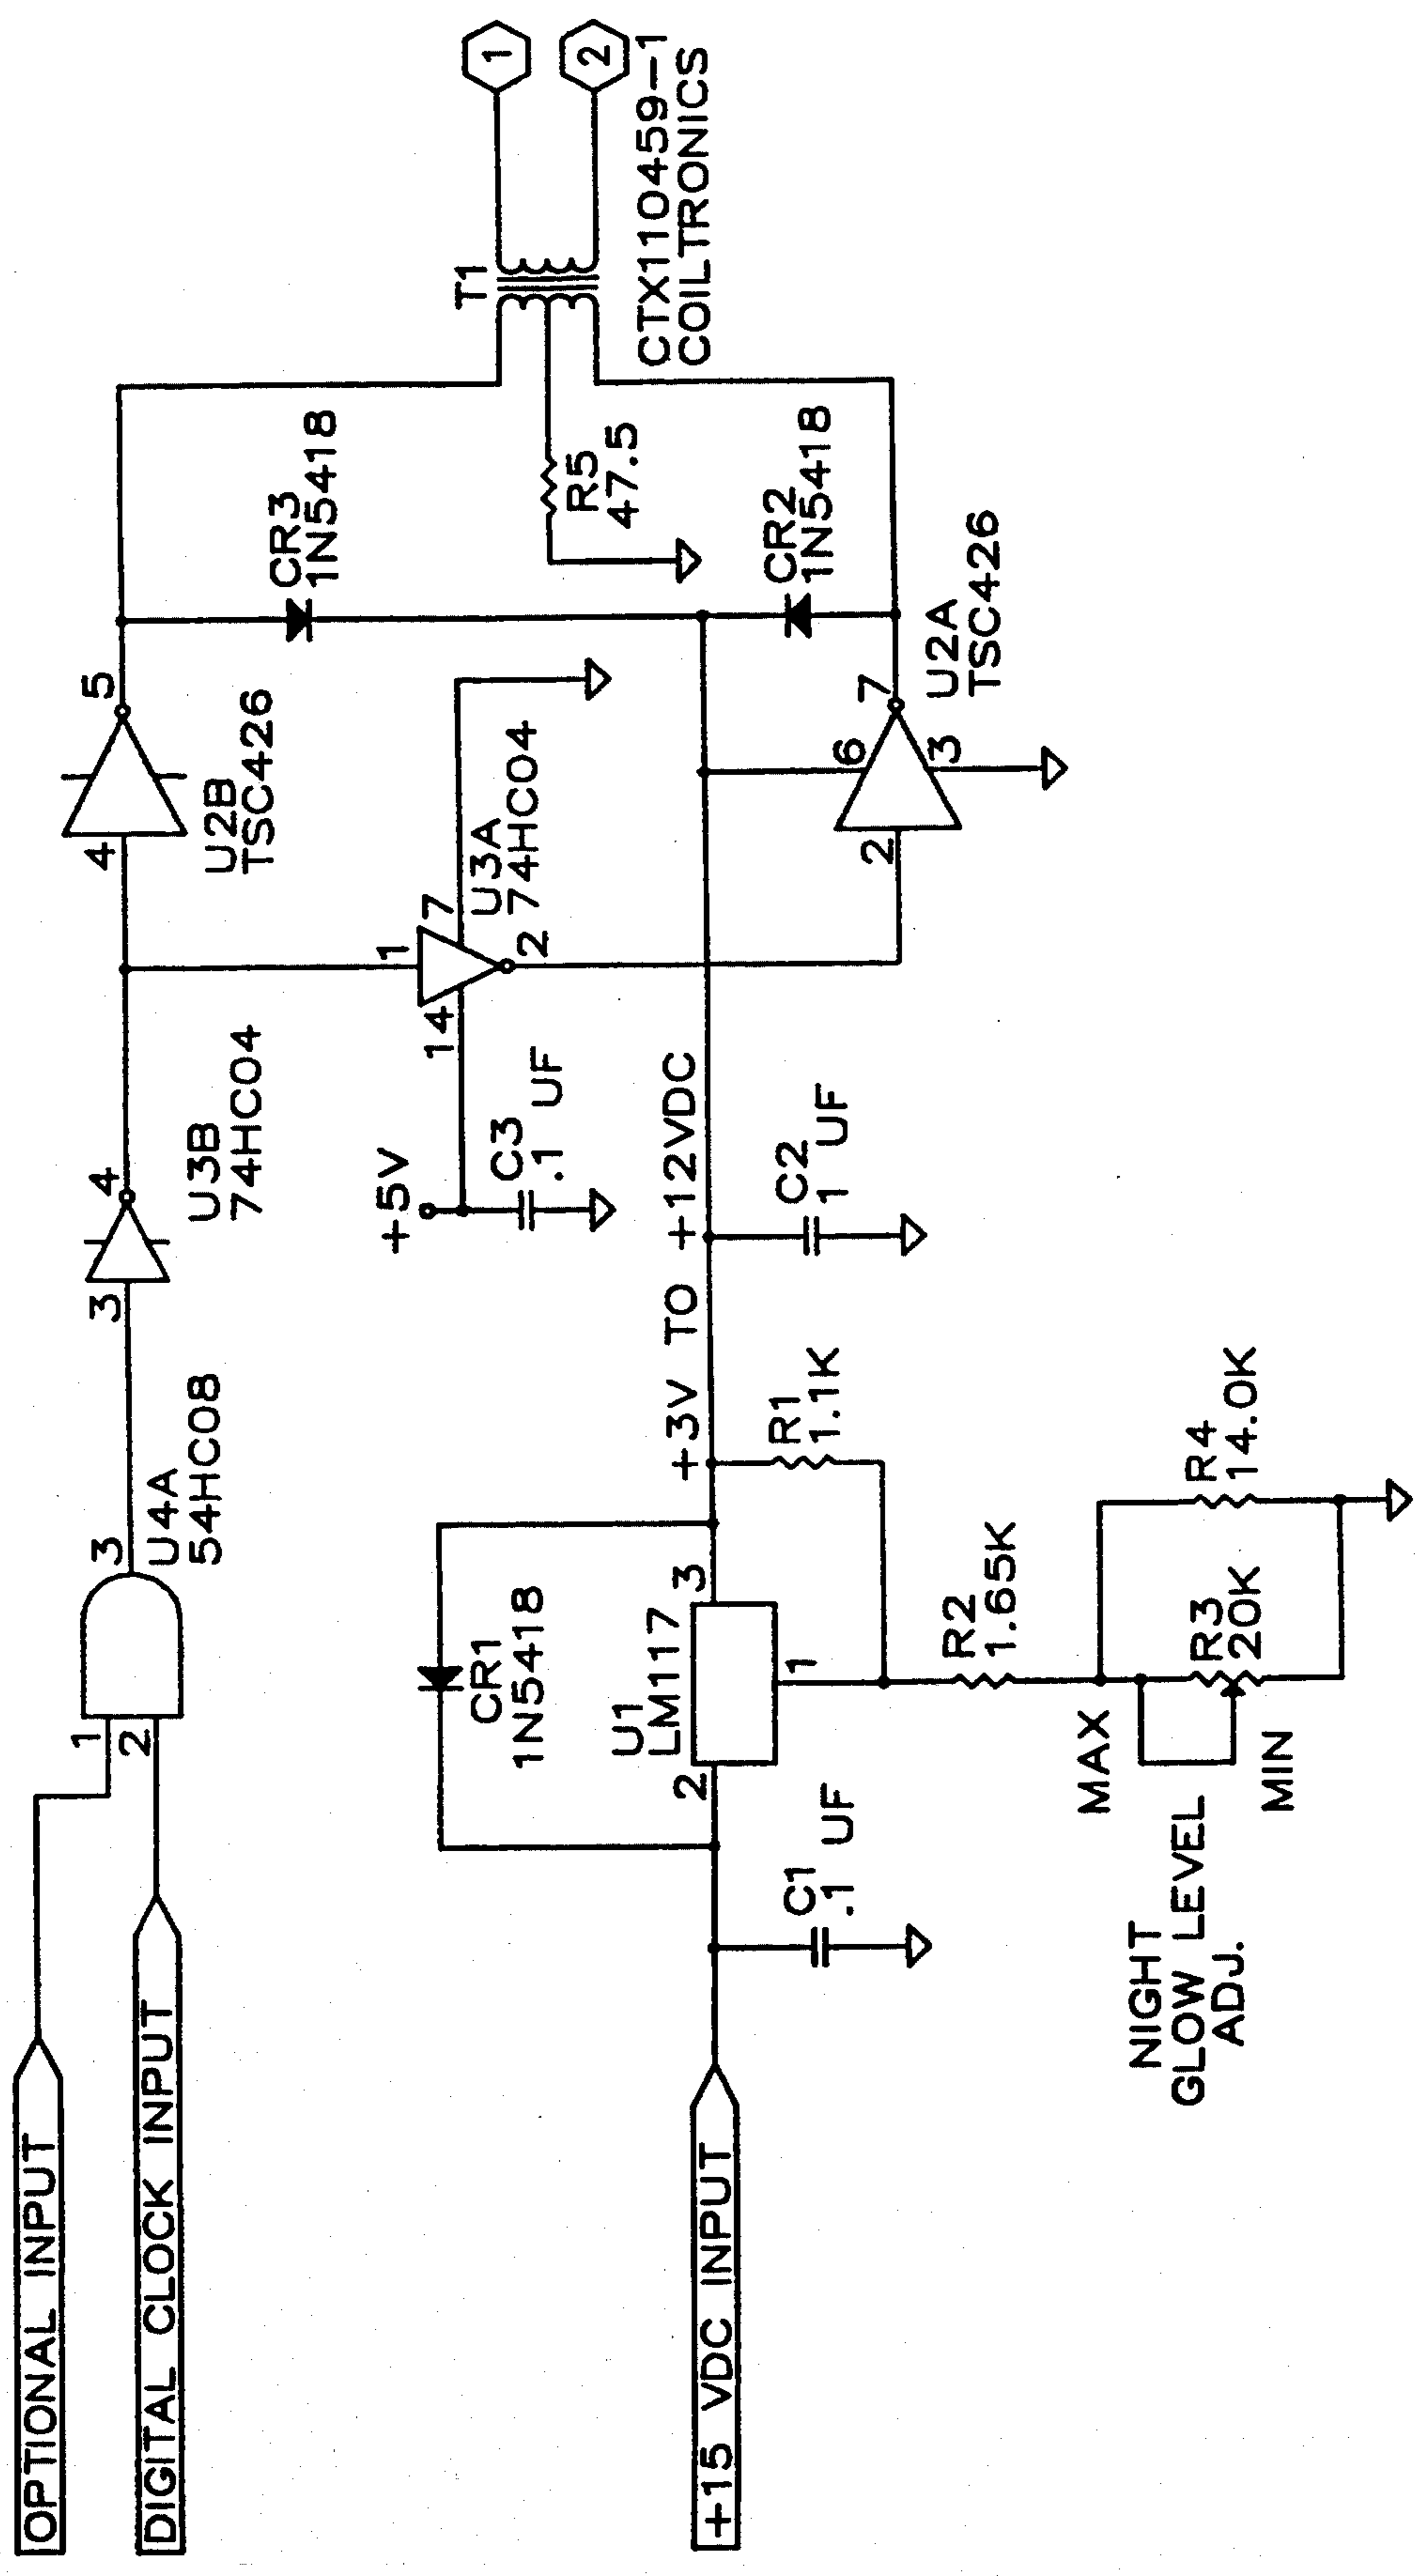 OPTIONAL INPUT
DIGITAL CLOCK INPUT
1
2
3
U4A
54HC08
3
4
U3B
74HC04
4
5
U2B
TSC426
CR3
1N5418
+5V
C3
.1 UF
14
1
7
2
U3A
74HC04
R5
47.5
T1
1
2
CTX110459-1
COILTRONICS
CR1
1N5418
+15 VDC INPUT
C1
.1 UF
2
U1
LM117
3
1
+3V TO +12VDC
R1
1.1K
C2
1 UF
2
6
3
7
U2A
TSC426
CR2
1N5418
R2
1.65K
NIGHT
GLOW LEVEL
ADJ.
MAX
MIN
R3
20K
R4
14.0K